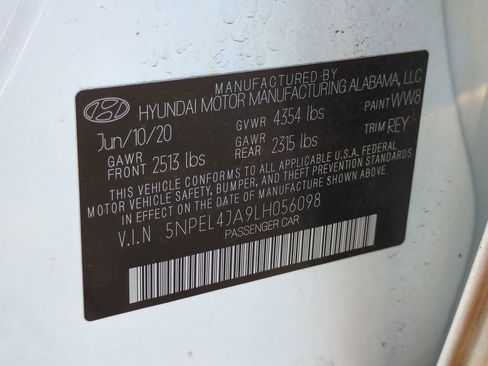 MANUFACTURED BY
HYUNDAI MOTOR MANUFACTURING ALABAMA, LLC
Jun/10/20 GVWR 4354 lbs PAINT WW8
GAWR FRONT 2513 lbs GAWR REAR 2315 lbs TRIM REY
THIS VEHICLE CONFORMS TO ALL APPLICABLE U.S.A. FEDERAL
MOTOR VEHICLE SAFETY, BUMPER, AND THEFT PREVENTION STANDARDS
IN EFFECT ON THE DATE OF MANUFACTURE SHOWN ABOVE.
V.I.N 5NPEL4JA9LH056098
PASSENGER CAR